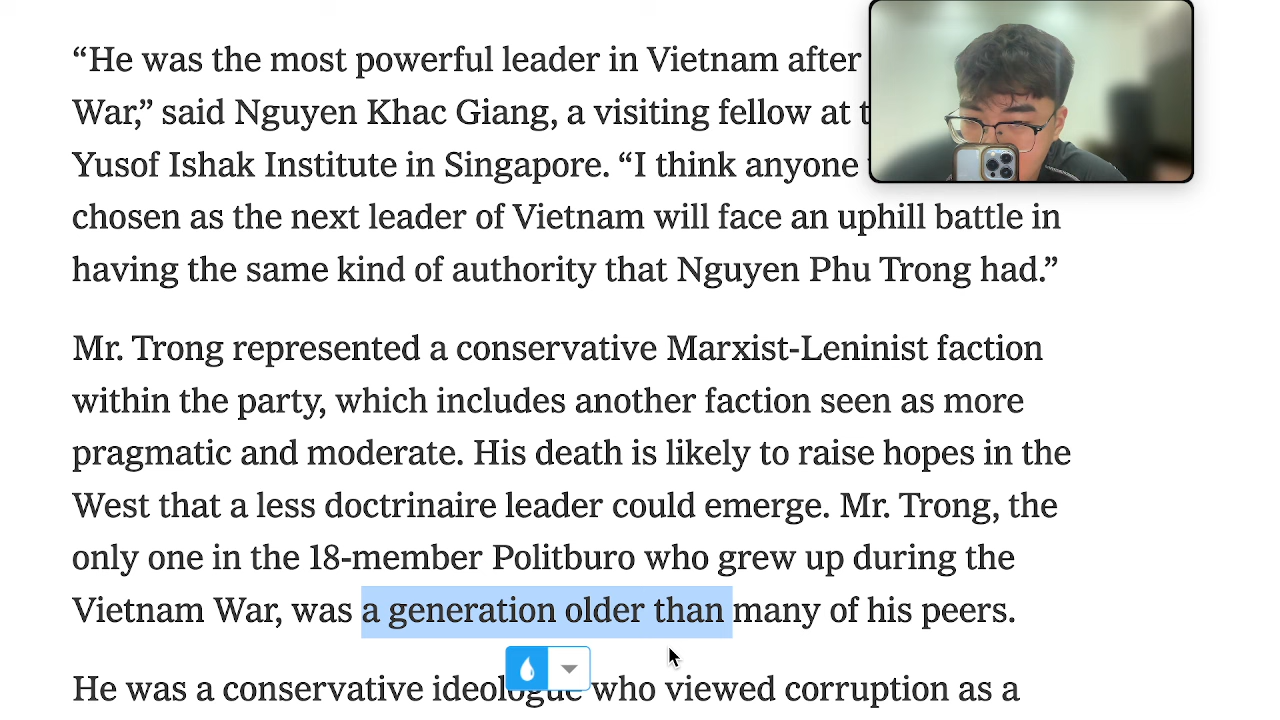 “He was the most powerful leader in Vietnam after
War,” said Nguyen Khac Giang, a visiting fellow at
Yusof Ishak Institute in Singapore. “I think anyone
chosen as the next leader of Vietnam will face an uphill battle in
having the same kind of authority that Nguyen Phu Trong had.”
Mr. Trong represented a conservative Marxist-Leninist faction
within the party, which includes another faction seen as more
pragmatic and moderate. His death is likely to raise hopes in the
West that a less doctrinaire leader could emerge. Mr. Trong, the
only one in the 18-member Politburo who grew up during the
Vietnam War, was a generation older than many of his peers.
He was a conservative ideologue who viewed corruption as a